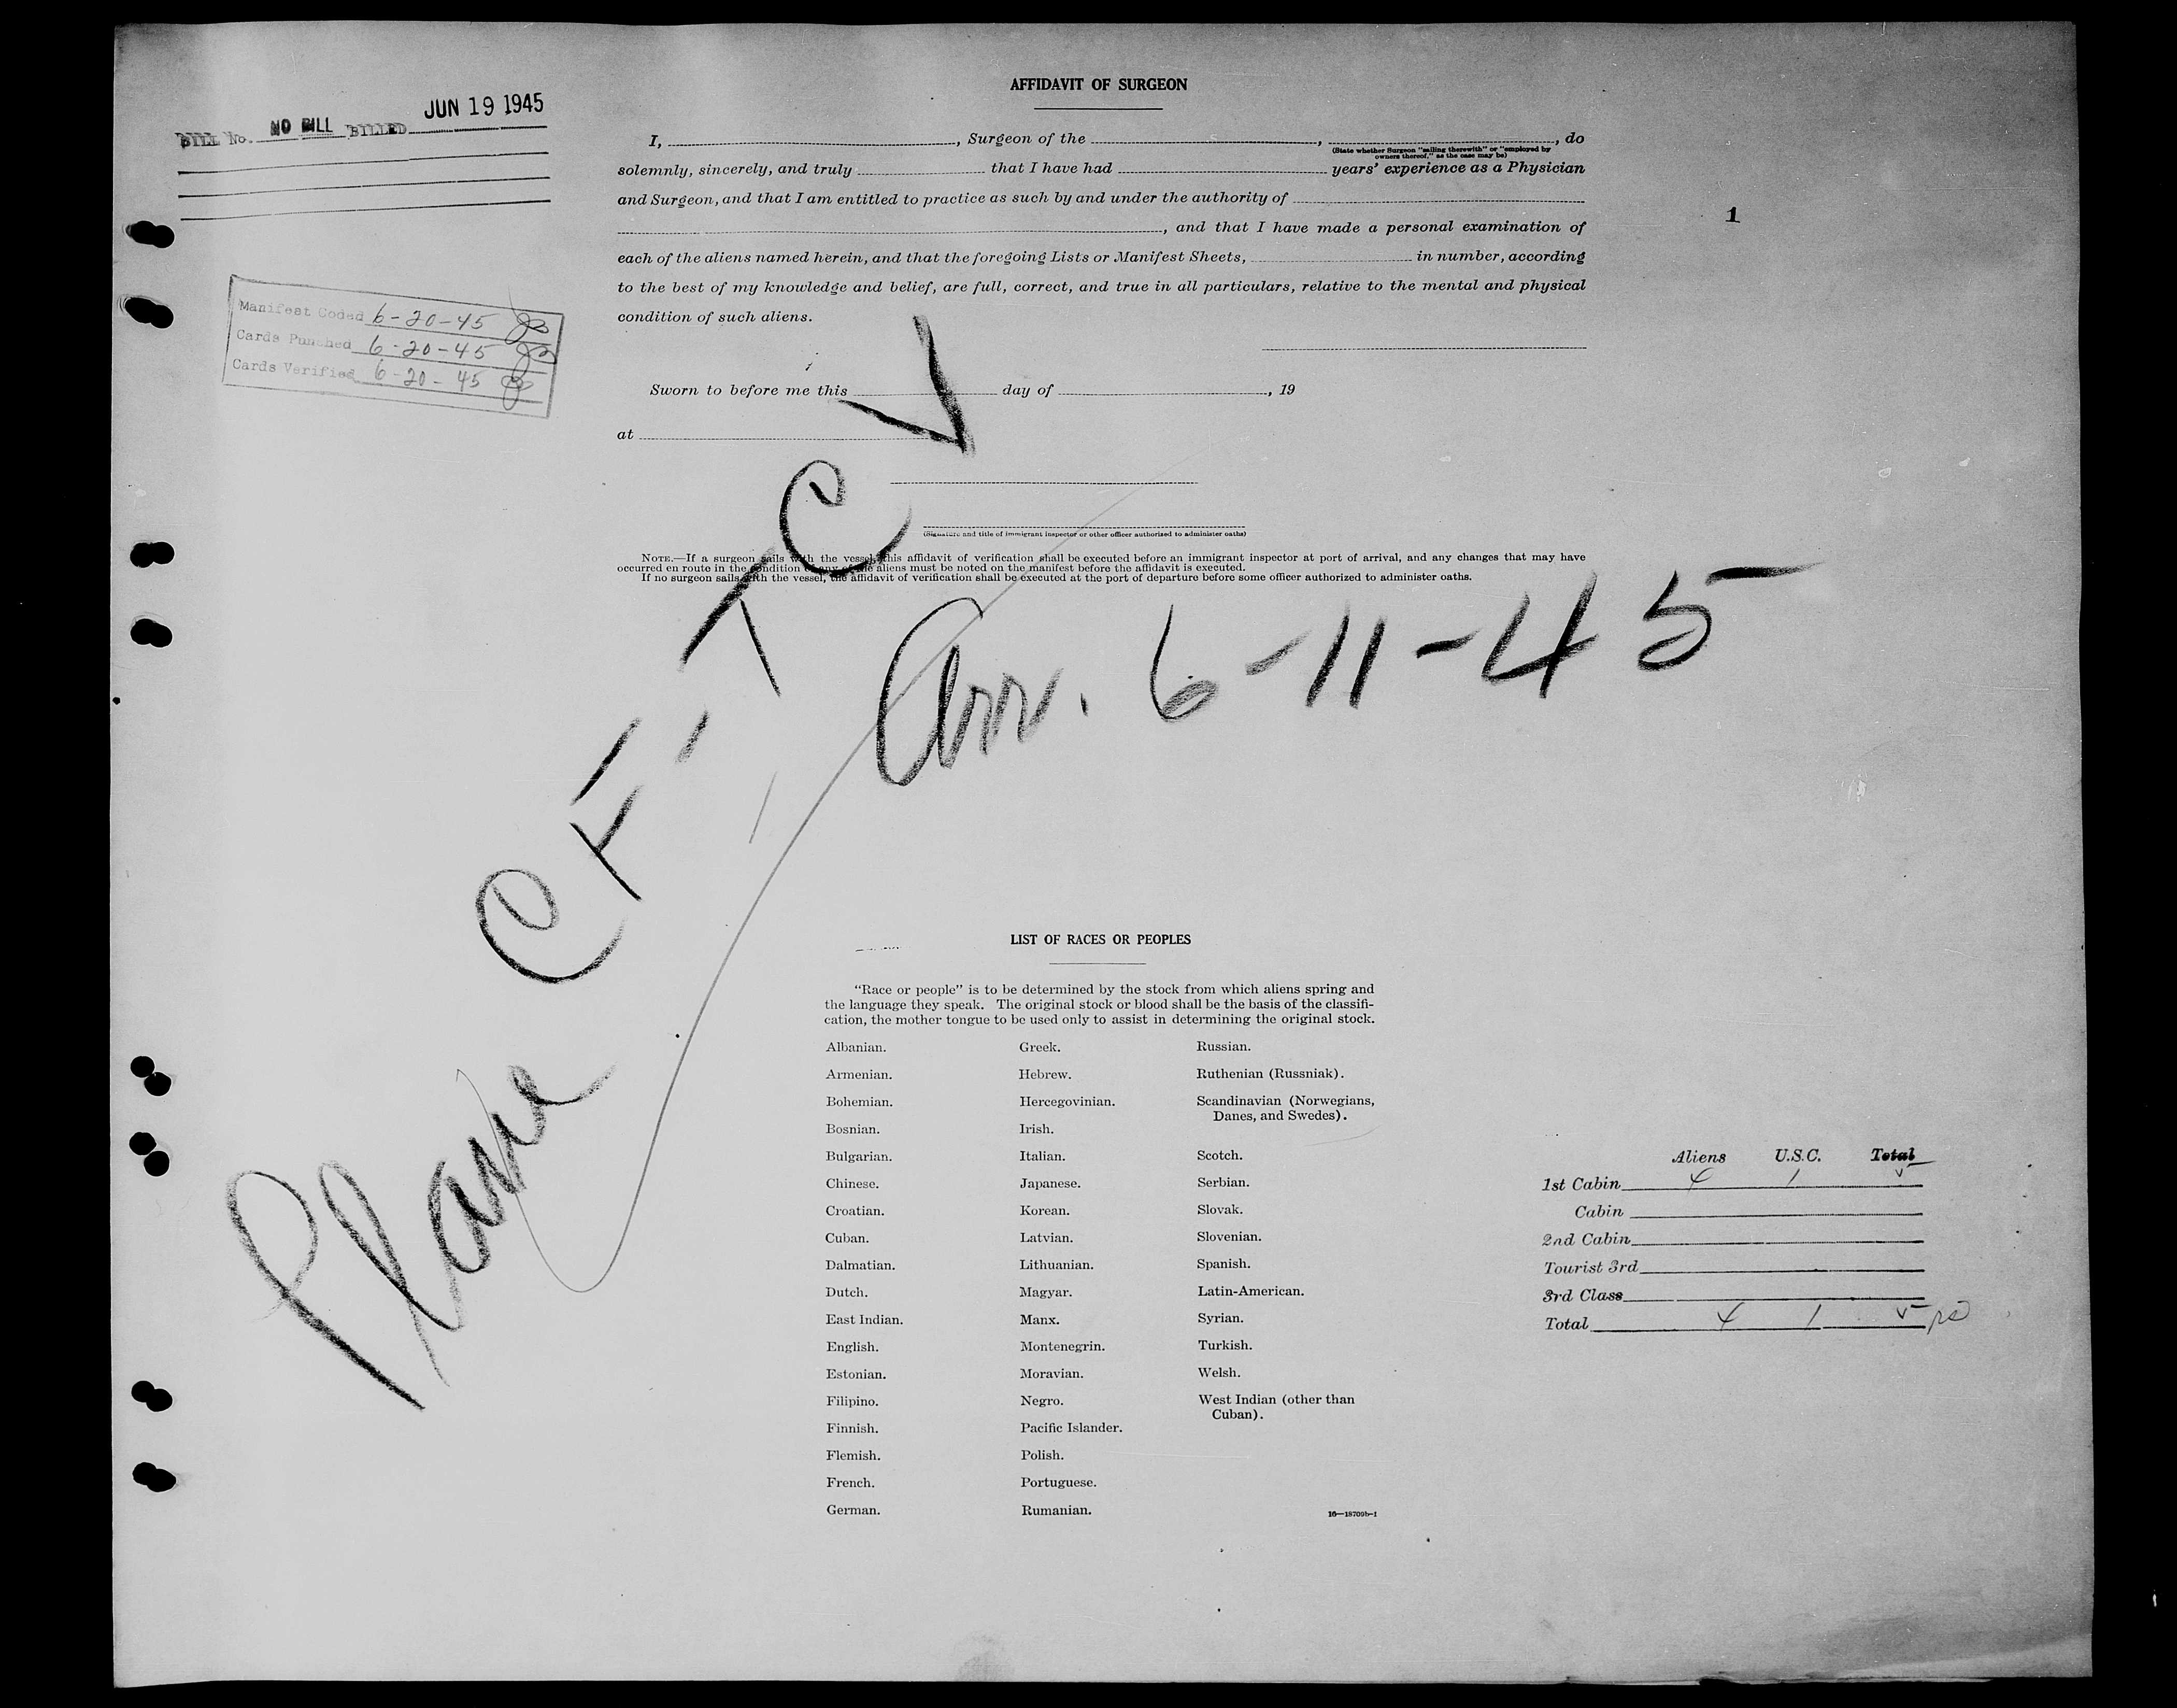 JUN 19 1945
BILL No. NO BILL BILLED
AFFIDAVIT OF SURGEON
I, , Surgeon of the , , do
(State whether Surgeon "sailing therewith" or "employed by
owners thereof," as the case may be)
solemnly, sincerely, and truly that I have had years' experience as a Physician
and Surgeon, and that I am entitled to practice as such by and under the authority of
, and that I have made a personal examination of
each of the aliens named herein, and that the foregoing Lists or Manifest Sheets, in number, according
to the best of my knowledge and belief, are full, correct, and true in all particulars, relative to the mental and physical
condition of such aliens.
1
Manifest Coded 6-20-45
Cards Punched 6-20-45
Cards Verified 6-20-45
Sworn to before me this day of , 19
at
(Signature and title of immigrant inspector or other officer authorized to administer oaths)
NOTE.—If a surgeon sails with the vessel, this affidavit of verification shall be executed before an immigrant inspector at port of arrival, and any changes that may have
occurred en route in the condition of any of the aliens must be noted on the manifest before the affidavit is executed.
If no surgeon sails with the vessel, the affidavit of verification shall be executed at the port of departure before some officer authorized to administer oaths.
Plane CF-TCV
Arr. 6-11-45
LIST OF RACES OR PEOPLES
"Race or people" is to be determined by the stock from which aliens spring and
the language they speak. The original stock or blood shall be the basis of the classifi-
cation, the mother tongue to be used only to assist in determining the original stock.
Albanian.
Armenian.
Bohemian.
Bosnian.
Bulgarian.
Chinese.
Croatian.
Cuban.
Dalmatian.
Dutch.
East Indian.
English.
Estonian.
Filipino.
Finnish.
Flemish.
French.
German.
Greek.
Hebrew.
Hercegovinian.
Irish.
Italian.
Japanese.
Korean.
Latvian.
Lithuanian.
Magyar.
Manx.
Montenegrin.
Moravian.
Negro.
Pacific Islander.
Polish.
Portuguese.
Rumanian.
Russian.
Ruthenian (Russniak).
Scandinavian (Norwegians,
Danes, and Swedes).
Scotch.
Serbian.
Slovak.
Slovenian.
Spanish.
Latin-American.
Syrian.
Turkish.
Welsh.
West Indian (other than
Cuban).
16—18709b-1
Aliens U.S.C. Total
1st Cabin 4 1 5
Cabin
2nd Cabin
Tourist 3rd
3rd Class
Total 4 1 5